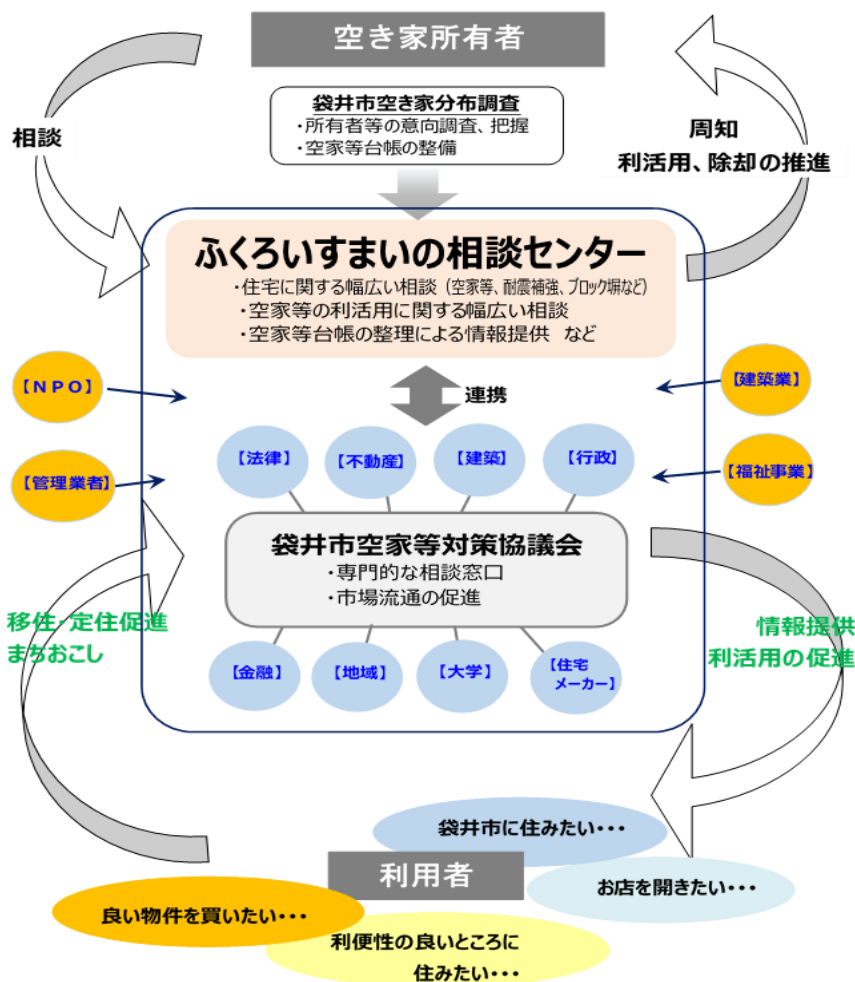 空き家所有者
袋井市空き家分布調査
・所有者等の意向調査、把握
・空家等台帳の整備
相談
周知
利活用、除却の推進
ふくろいすまいの相談センター
・住宅に関する幅広い相談（空家等、耐震補強、ブロック塀など）
・空家等の利活用に関する幅広い相談
・空家等台帳の整理による情報提供 など
【NPO】
【建築業】
連携
【法律】
【不動産】
【建築】
【行政】
【管理業者】
【福祉事業】
袋井市空家等対策協議会
・専門的な相談窓口
・市場流通の促進
移住・定住促進
まちおこし
情報提供
利活用の促進
【金融】
【地域】
【大学】
【住宅
メーカー】
袋井市に住みたい・・・
利用者
お店を開きたい・・・
良い物件を買いたい・・・
利便性の良いところに
住みたい・・・